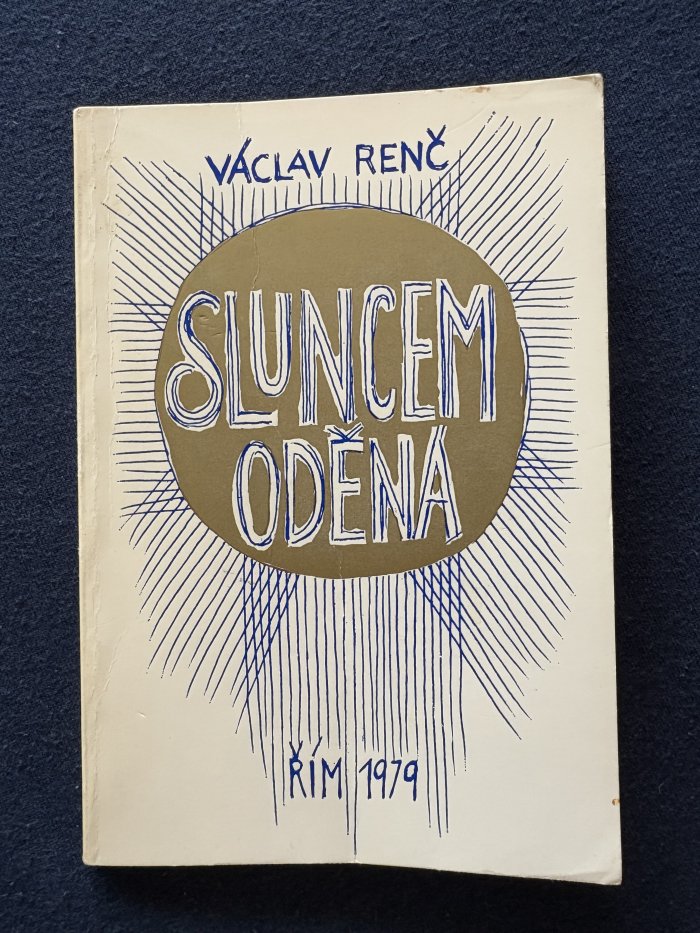 VÁCLAV RENČ
SLUNCEM
ODĚNÁ
ŘÍM 1979